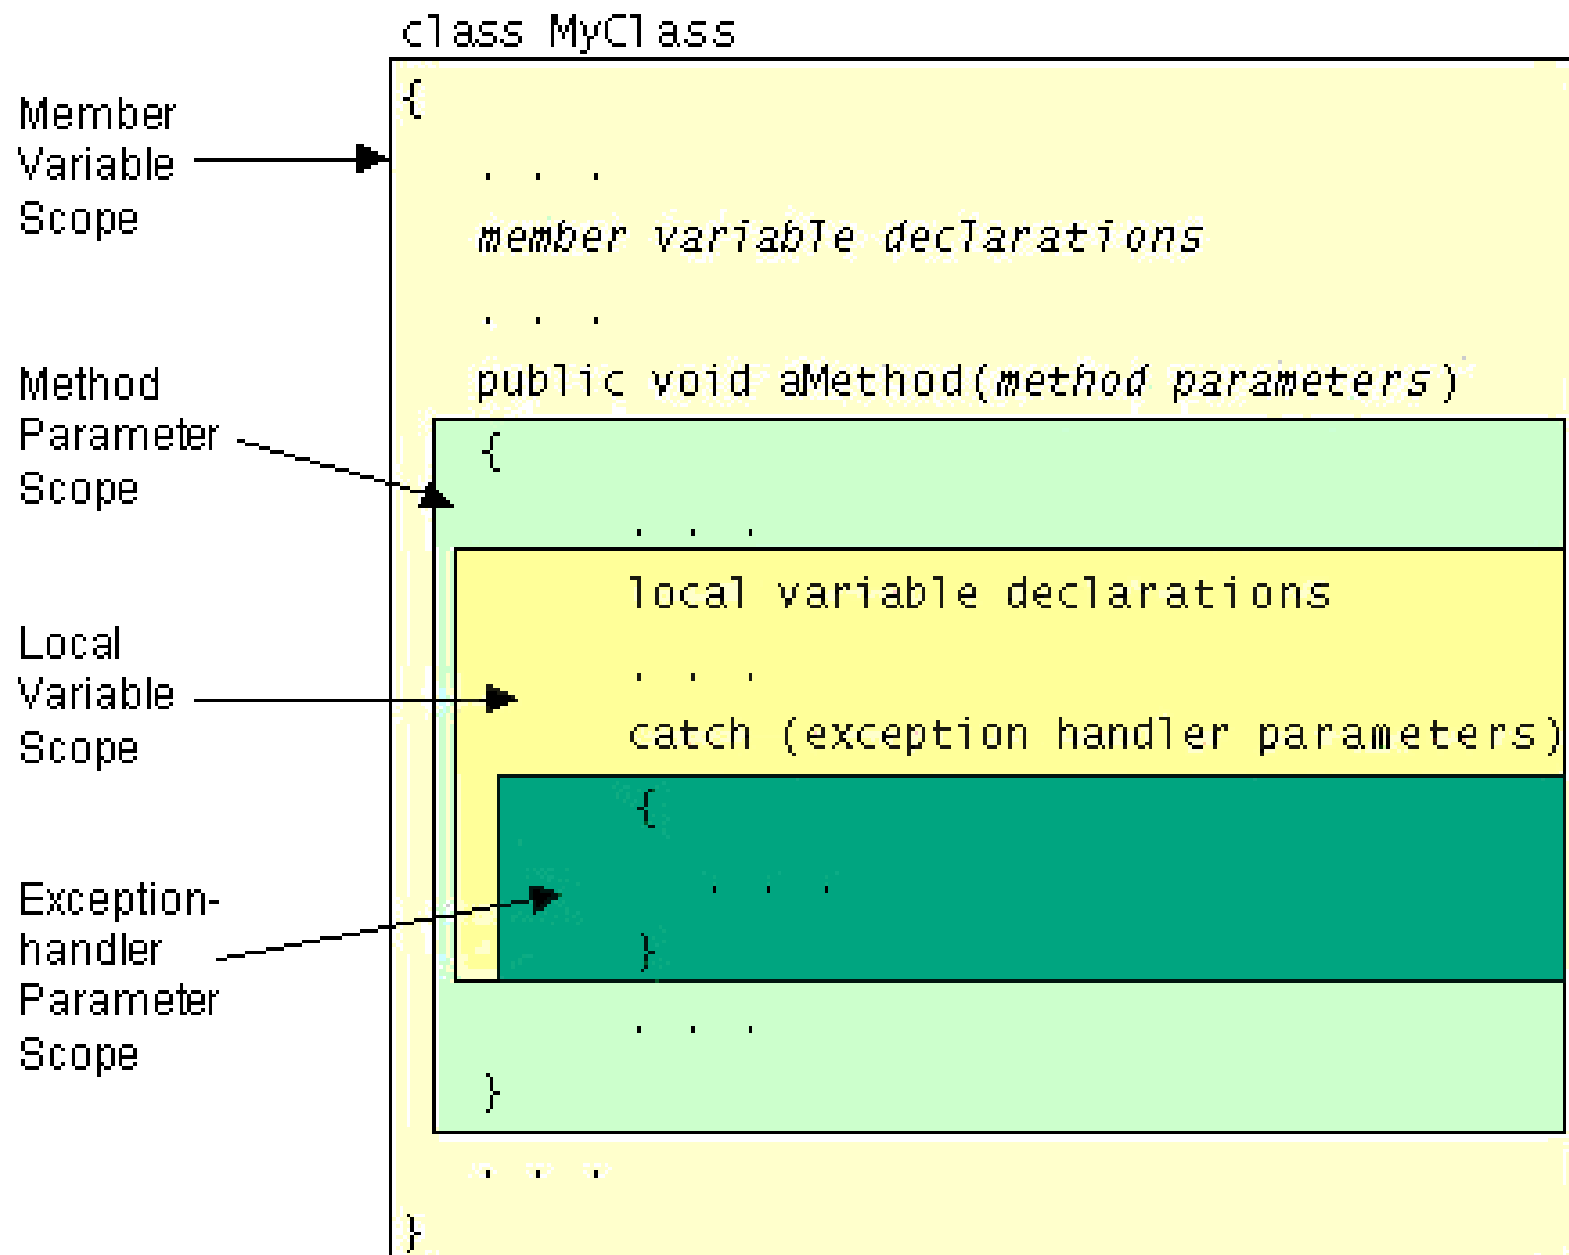 class MyClass
{
Member
Variable
Scope
. . .
member variable declarations
. . .
public void aMethod(method parameters)
Method
Parameter
Scope
{
. . .
local variable declarations
Local
Variable
Scope
. . .
catch (exception handler parameters)
{
. . .
Exception-
handler
Parameter
Scope
}
. . .
}
. . .
}